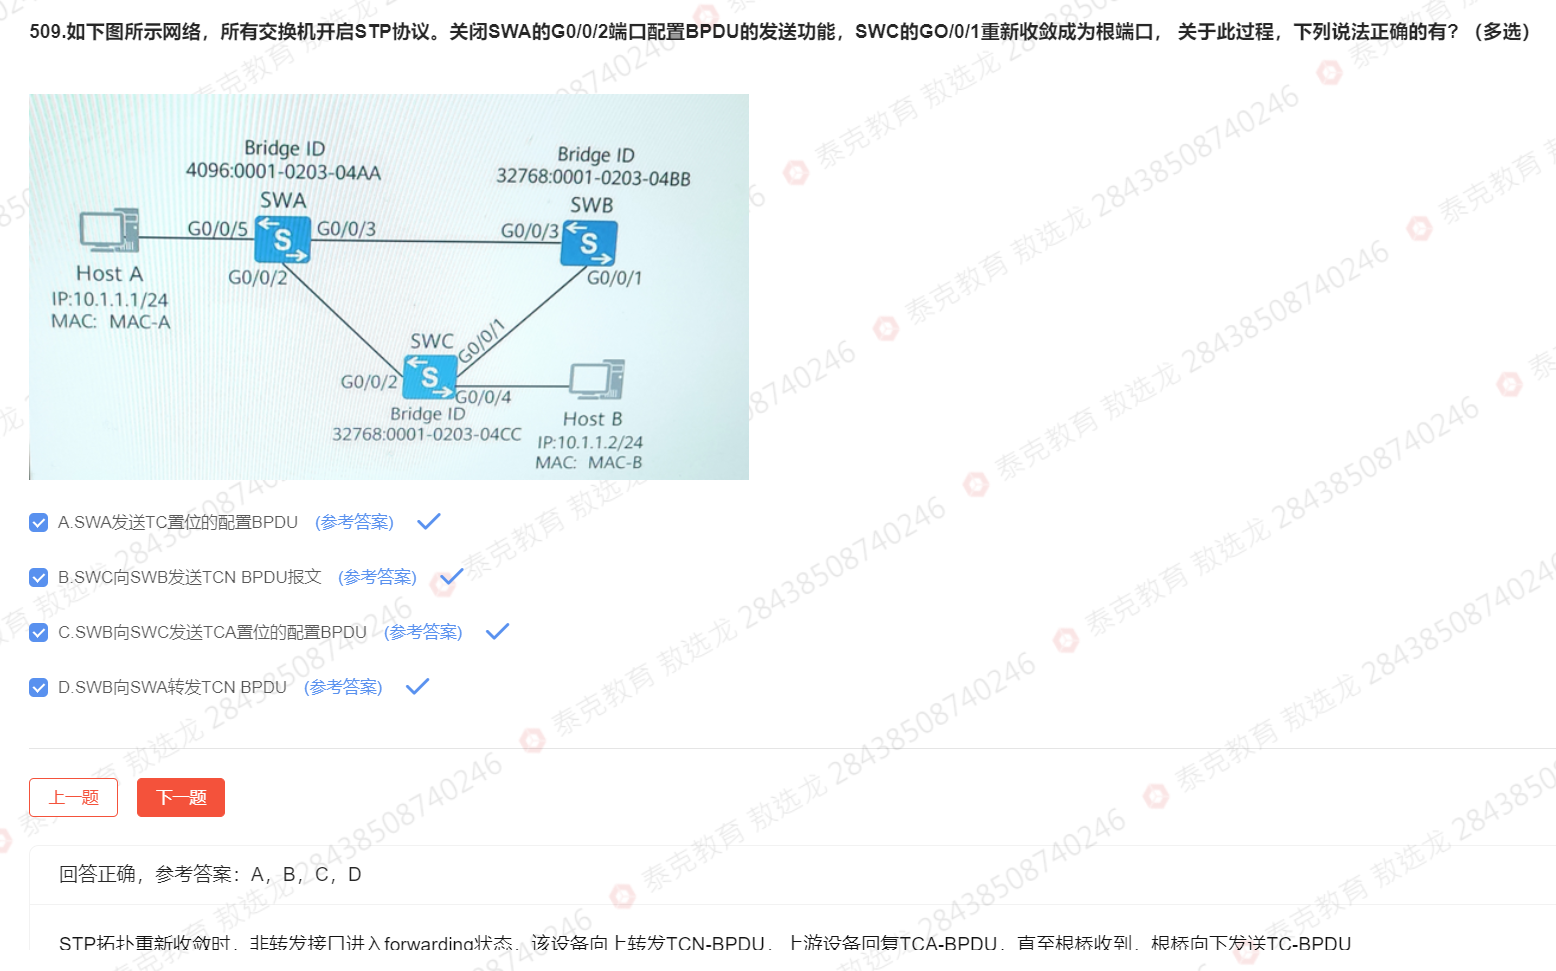 509.如下图所示网络，所有交换机开启STP协议。关闭SWA的G0/0/2端口配置BPDU的发送功能，SWC的GO/0/1重新收敛成为根端口， 关于此过程，下列说法正确的有？（多选）
Bridge ID
4096:0001-0203-04AA
Bridge ID
32768:0001-0203-04BB
SWA
SWB
G0/0/5
G0/0/3
G0/0/3
S
S
Host A
G0/0/2
G0/0/1
IP:10.1.1.1/24
MAC: MAC-A
SWC
G0/0/1
G0/0/2
S
G0/0/4
Bridge ID
32768:0001-0203-04CC
Host B
IP:10.1.1.2/24
MAC: MAC-B
A.SWA发送TC置位的配置BPDU (参考答案)
B.SWC向SWB发送TCN BPDU报文 (参考答案)
C.SWB向SWC发送TCA置位的配置BPDU (参考答案)
D.SWB向SWA转发TCN BPDU (参考答案)
上一题
下一题
回答正确，参考答案：A，B，C，D
STP拓扑重新收敛时，非转发接口进入forwarding状态，该设备向上转发TCN-BPDU，上游设备回复TCA-BPDU，直至根桥收到，根桥向下发送TC-BPDU
泰克教育 敖选龙 28438508740246